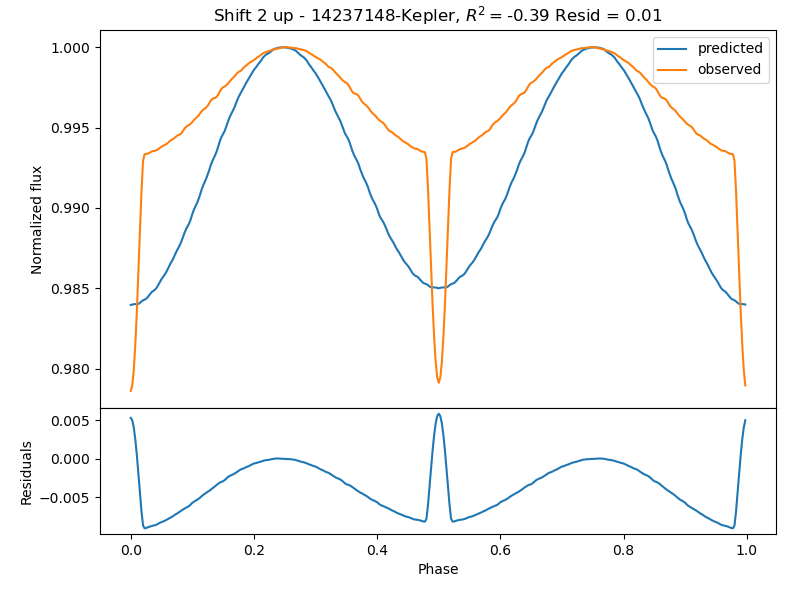 Shift 2 up - 14237148-Kepler, R² = -0.39 Resid = 0.01
predicted
observed
1.000
0.995
0.990
0.985
0.980
Normalized flux
0.005
0.000
−0.005
Residuals
0.0 0.2 0.4 0.6 0.8 1.0
Phase